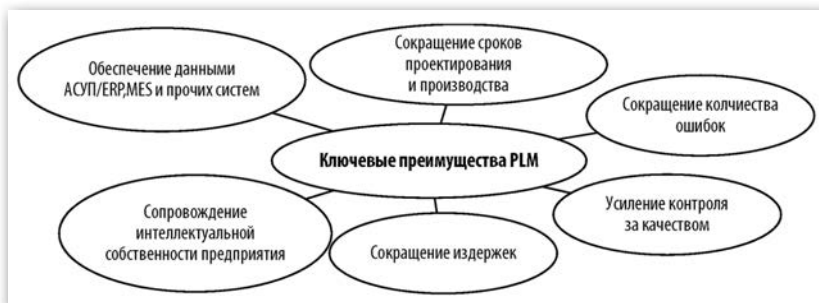 Обеспечение данными
АСУП/ERP,MES и прочих систем
Сокращение сроков
проектирования
и производства
Сокращение колчиества
ошибок
Ключевые преимущества PLM
Сопровождение
интеллектуальной
собственности предприятия
Сокращение издержек
Усиление контроля
за качеством